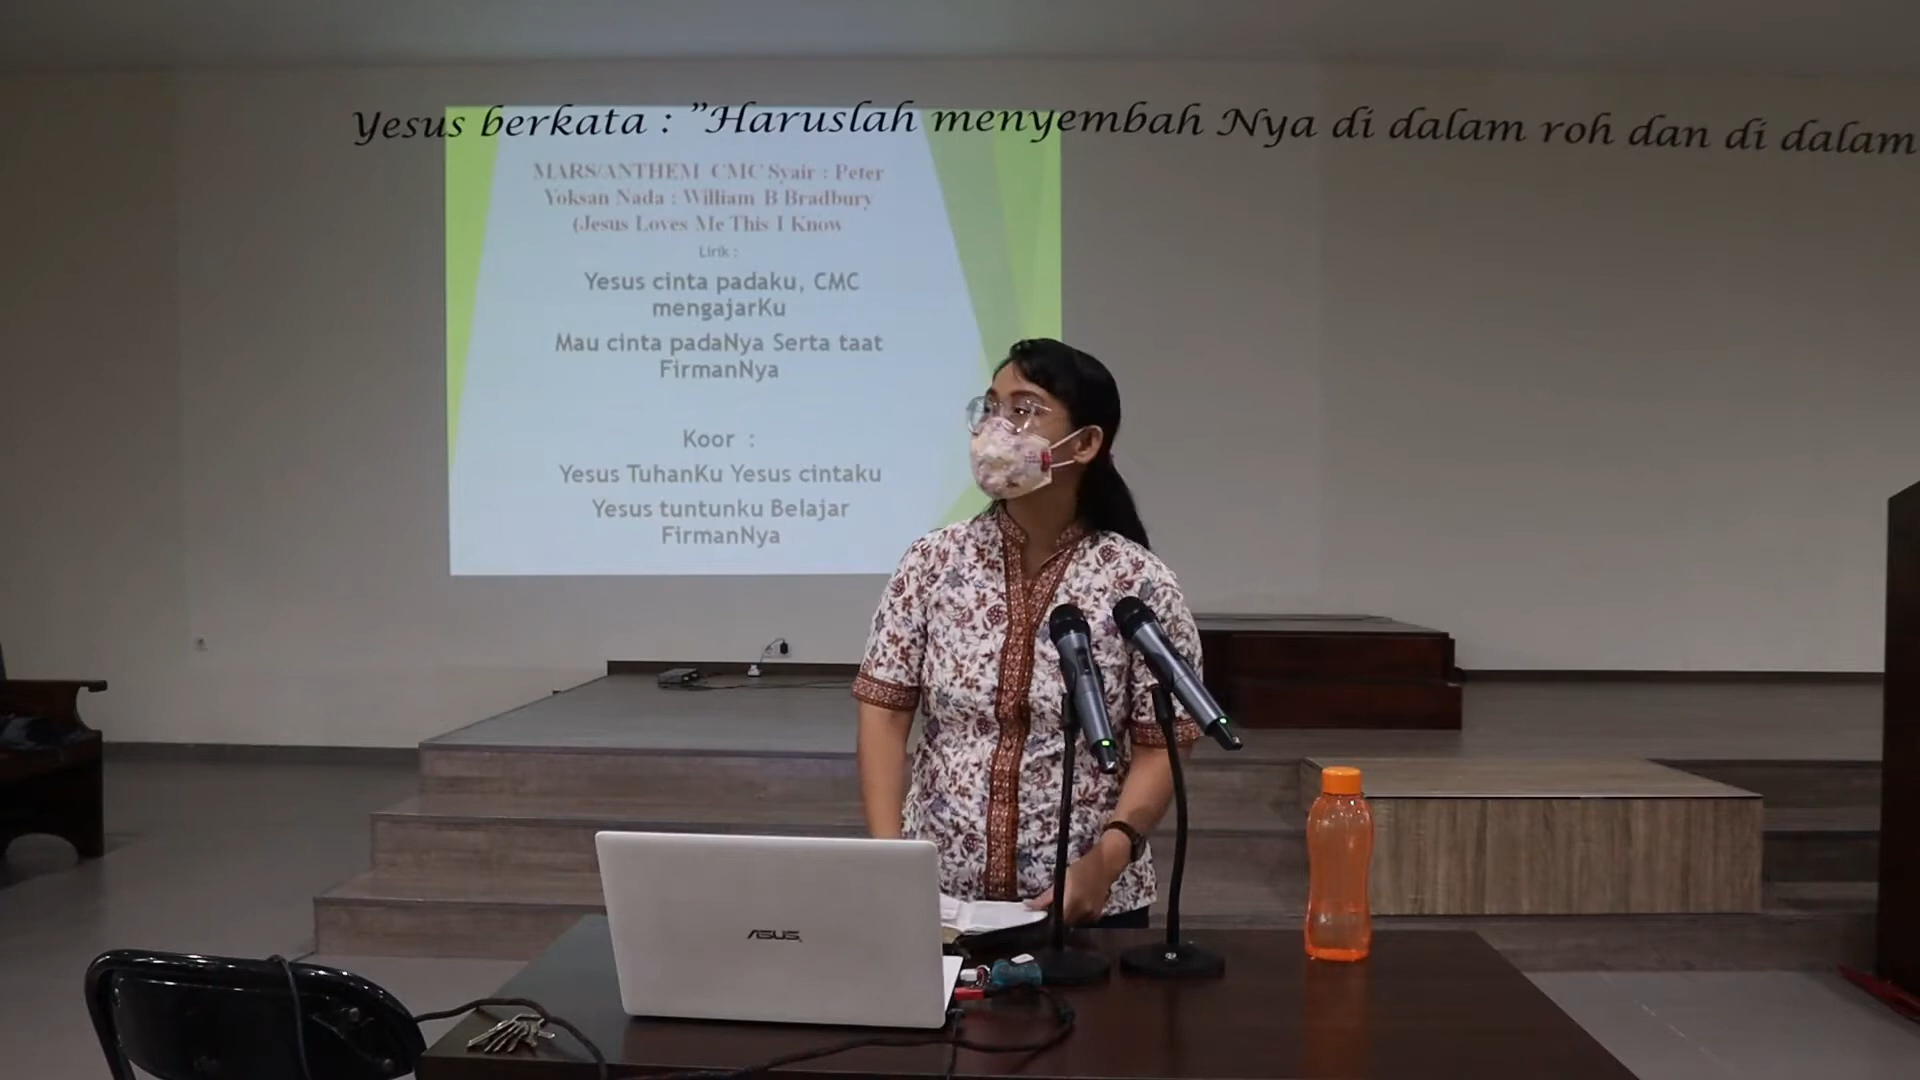 Yesus berkata : "Haruslah menyembah Nya di dalam roh dan di dalam
MARS/ANTHEM CMC Syair : Peter
Yoksan Nada : William B Bradbury
(Jesus Loves Me This I Know
Lirik :
Yesus cinta padaku, CMC
mengajarKu
Mau cinta padaNya Serta taat
FirmanNya
Koor :
Yesus TuhanKu Yesus cintaku
Yesus tuntunku Belajar
FirmanNya
ASUS